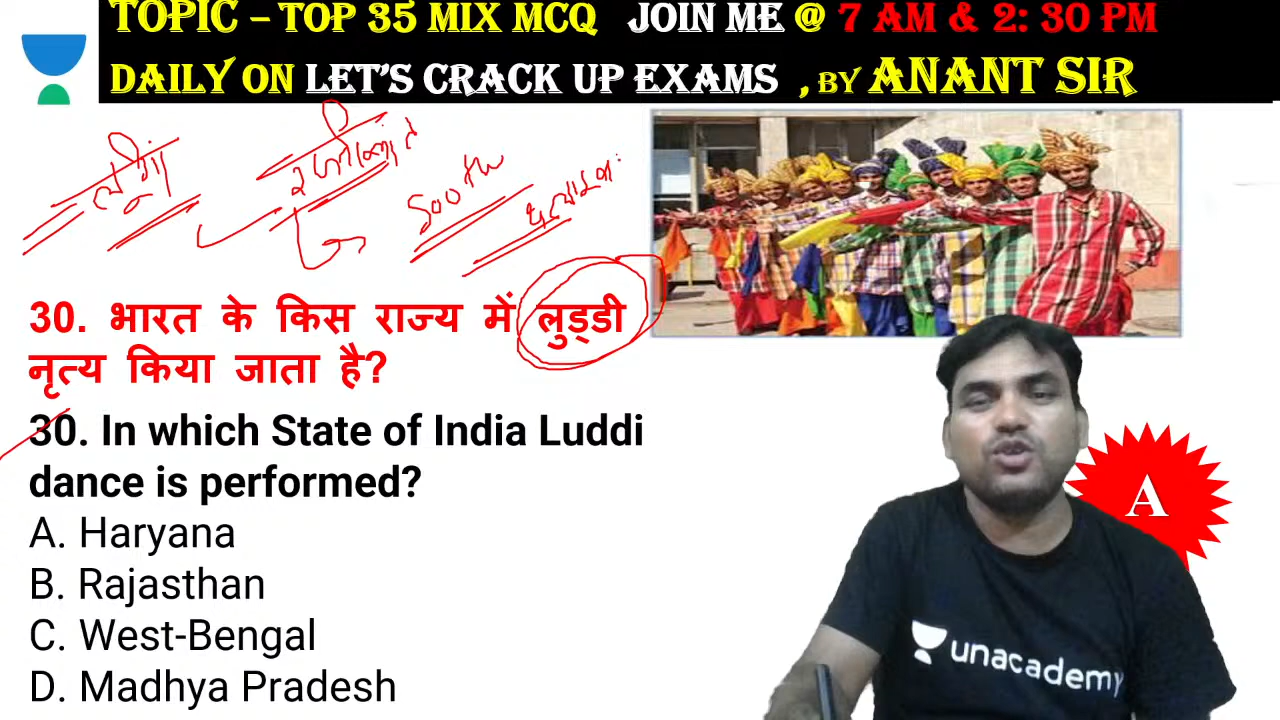 TOPIC – TOP 35 MIX MCQ JOIN ME @ 7 AM & 2: 30 PM
DAILY ON LET'S CRACK UP EXAMS , BY ANANT SIR
South
30. भारत के किस राज्य में लुड्डी
नृत्य किया जाता है?
30. In which State of India Luddi
dance is performed?
A. Haryana
B. Rajasthan
C. West-Bengal
D. Madhya Pradesh
A
unacademy